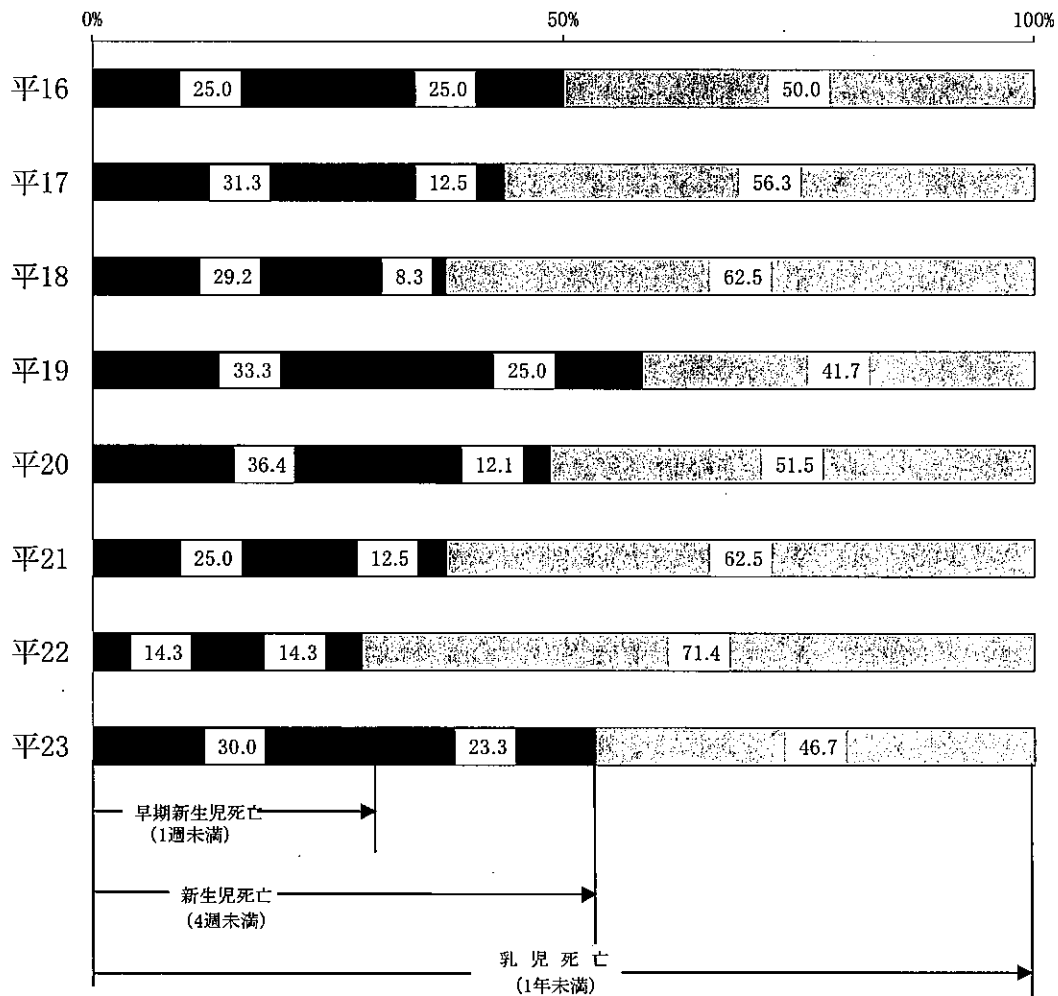 0% 50% 100%
平16 25.0 25.0 50.0
平17 31.3 12.5 56.3
平18 29.2 8.3 62.5
平19 33.3 25.0 41.7
平20 36.4 12.1 51.5
平21 25.0 12.5 62.5
平22 14.3 14.3 71.4
平23 30.0 23.3 46.7
早期新生児死亡
(1週未満)
新生児死亡
(4週未満)
乳児死亡
(1年未満)